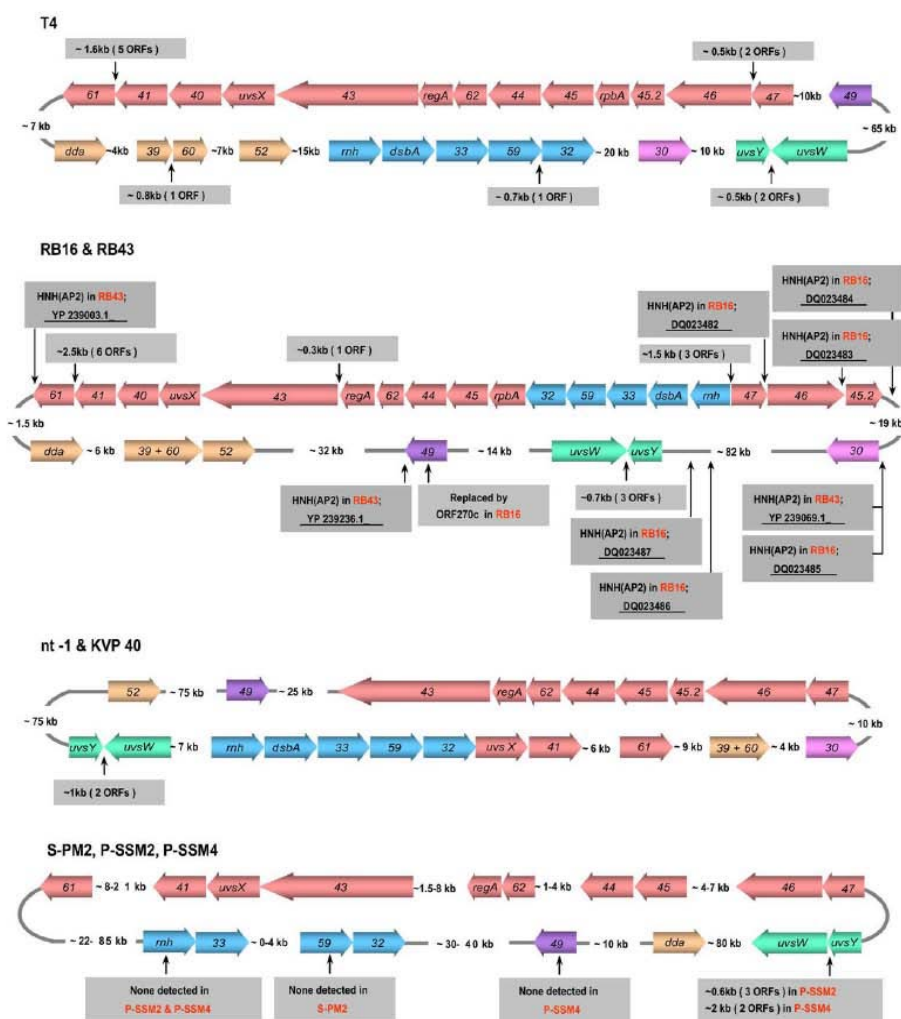 T4
~ 1.6kb ( 5 ORFs )
~ 0.5kb ( 2 ORFs )
61 41 40 uvsX 43 regA 62 44 45 rpbA 45.2 46 47 ~10kb 49
~ 7 kb
~ 65 kb
dda ~4kb 39 60 ~7kb 52 ~15kb rnh dsbA 33 59 32 ~ 20 kb 30 ~ 10 kb uvsY uvsW
~ 0.8kb ( 1 ORF )
~ 0.7kb ( 1 ORF )
~ 0.5kb ( 2 ORFs )
RB16 & RB43
HNH(AP2) in RB43;
YP 239003.1_
HNH(AP2) in RB16;
DQ023482
HNH(AP2) in RB16;
DQ023484
HNH(AP2) in RB16;
DQ023483
~2.5kb ( 6 ORFs )
~0.3kb ( 1 ORF )
~1.5 kb ( 3 ORFs )
61 41 40 uvsX 43 regA 62 44 45 rpbA 32 59 33 dsbA rnh 47 46 45.2
~ 1.5 kb
~ 19 kb
dda ~ 6 kb 39 + 60 52 ~ 32 kb 49 ~ 14 kb uvsW uvsY ~ 82 kb 30
HNH(AP2) in RB43;
YP 239236.1_
Replaced by
ORF270c in RB16
~0.7kb ( 3 ORFs )
HNH(AP2) in RB16;
DQ023487
HNH(AP2) in RB16;
DQ023486
HNH(AP2) in RB43;
YP 239069.1_
HNH(AP2) in RB16;
DQ023485
nt -1 & KVP 40
52 ~ 75 kb 49 ~ 25 kb 43 regA 62 44 45 45.2 46 47
~75 kb
~ 10 kb
uvsY uvsW ~ 7 kb rnh dsbA 33 59 32 uvs X 41 ~ 6 kb 61 ~ 9 kb 39 + 60 ~ 4 kb 30
~1kb ( 2 ORFs )
S-PM2, P-SSM2, P-SSM4
61 ~ 8-2 1 kb 41 uvsX 43 ~1.5-8 kb regA 62 ~1-4 kb 44 45 ~ 4-7 kb 46 47
~ 22- 85 kb rnh 33 ~ 0-4kb 59 32 ~ 30- 40 kb 49 ~ 10 kb dda ~ 80 kb uvsW uvsY
None detected in
P-SSM2 & P-SSM4
None detected in
S-PM2
None detected in
P-SSM4
~0.6kb ( 3 ORFs ) in P-SSM2
~2 kb ( 2 ORFs ) in P-SSM4